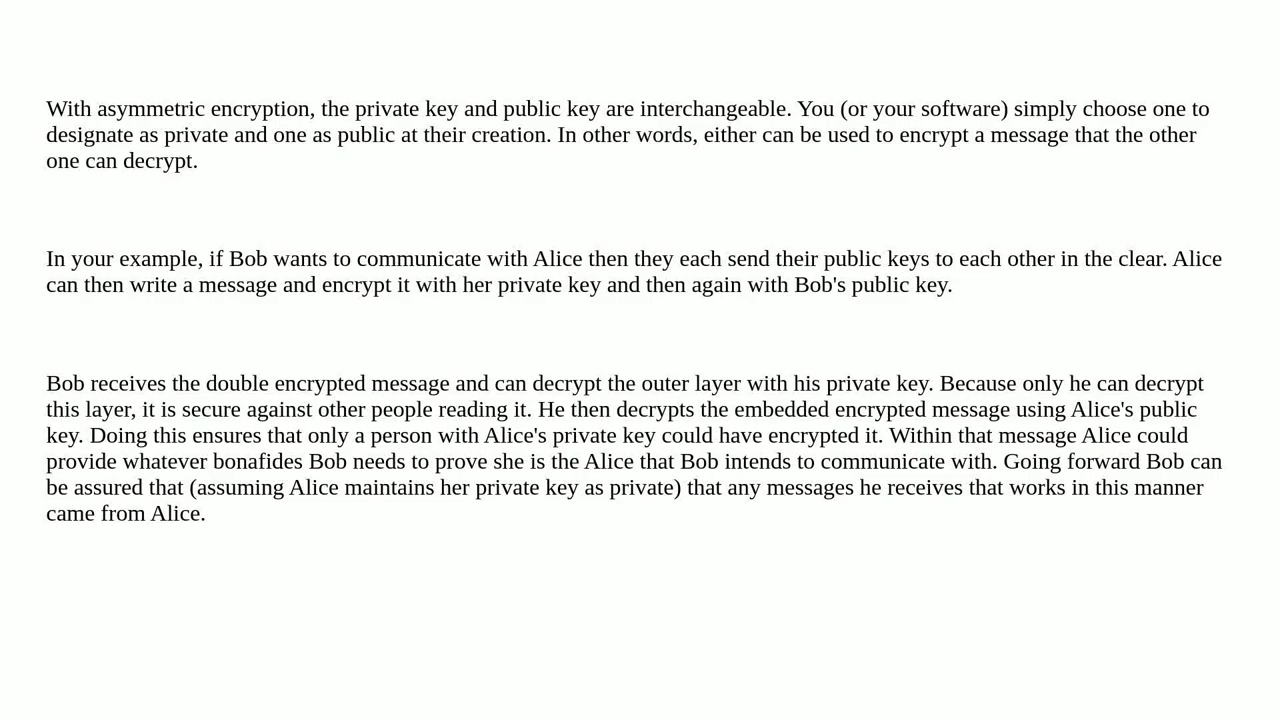 With asymmetric encryption, the private key and public key are interchangeable. You (or your software) simply choose one to
designate as private and one as public at their creation. In other words, either can be used to encrypt a message that the other
one can decrypt.
In your example, if Bob wants to communicate with Alice then they each send their public keys to each other in the clear. Alice
can then write a message and encrypt it with her private key and then again with Bob's public key.
Bob receives the double encrypted message and can decrypt the outer layer with his private key. Because only he can decrypt
this layer, it is secure against other people reading it. He then decrypts the embedded encrypted message using Alice's public
key. Doing this ensures that only a person with Alice's private key could have encrypted it. Within that message Alice could
provide whatever bonafides Bob needs to prove she is the Alice that Bob intends to communicate with. Going forward Bob can
be assured that (assuming Alice maintains her private key as private) that any messages he receives that works in this manner
came from Alice.